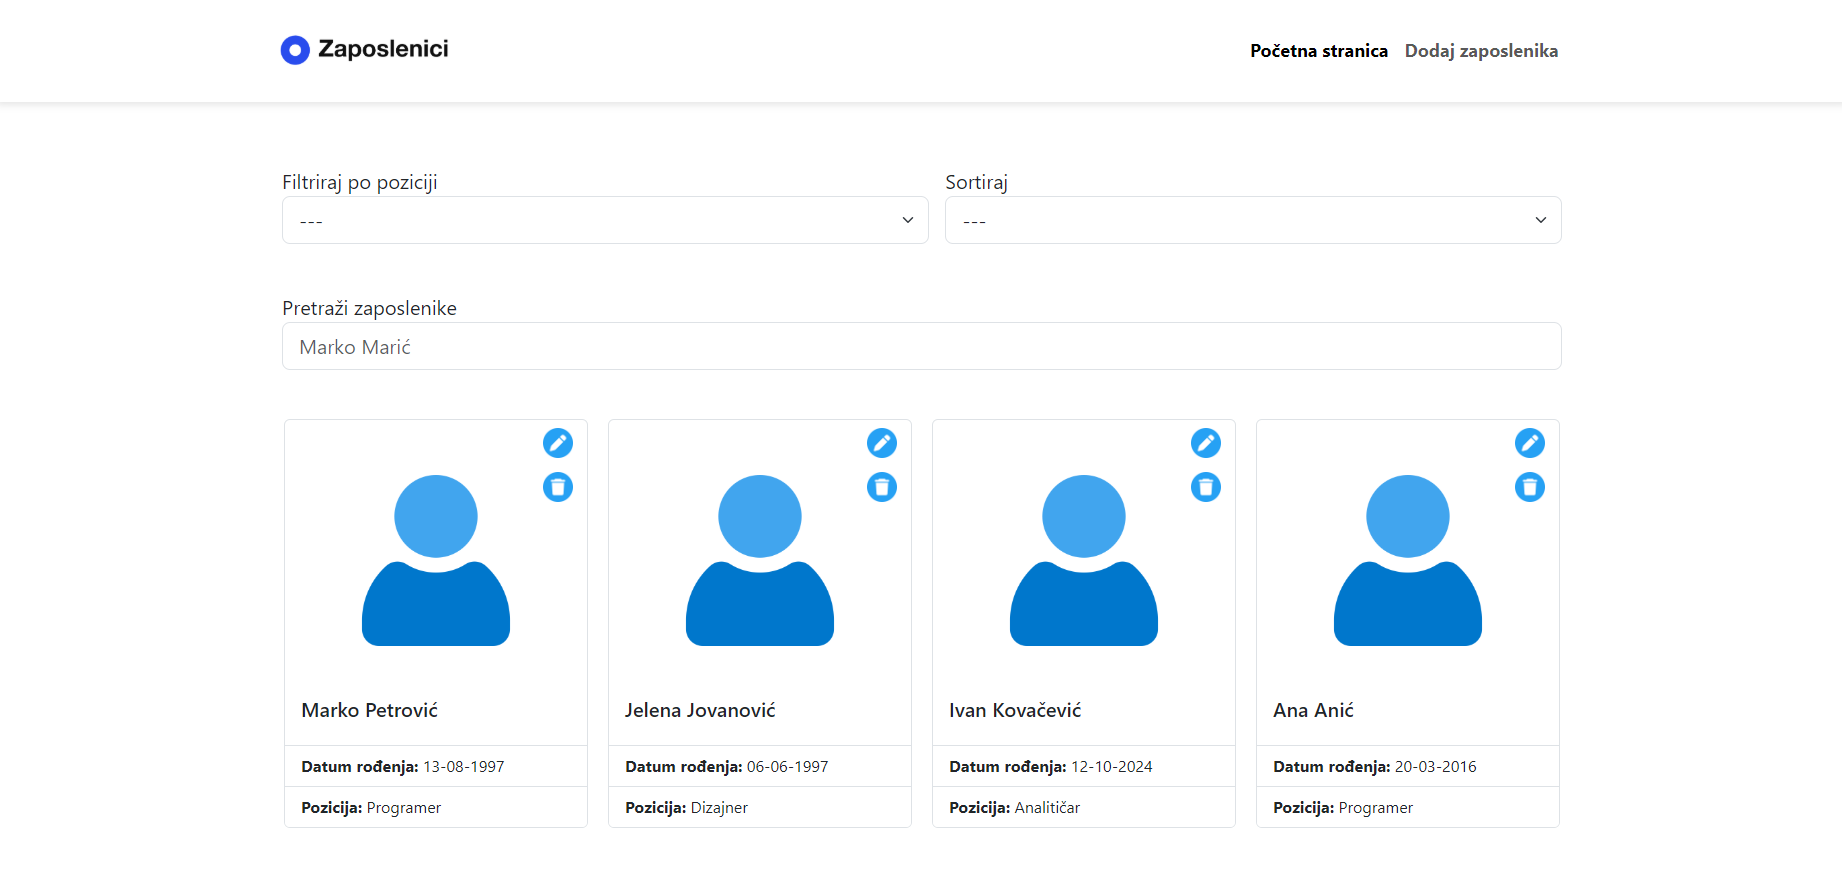 Zaposlenici
Početna stranica Dodaj zaposlenika
Filtriraj po poziciji
---
Sortiraj
---
Pretraži zaposlenike
Marko Marić
Marko Petrović
Datum rođenja: 13-08-1997
Pozicija: Programer
Jelena Jovanović
Datum rođenja: 06-06-1997
Pozicija: Dizajner
Ivan Kovačević
Datum rođenja: 12-10-2024
Pozicija: Analitičar
Ana Anić
Datum rođenja: 20-03-2016
Pozicija: Programer